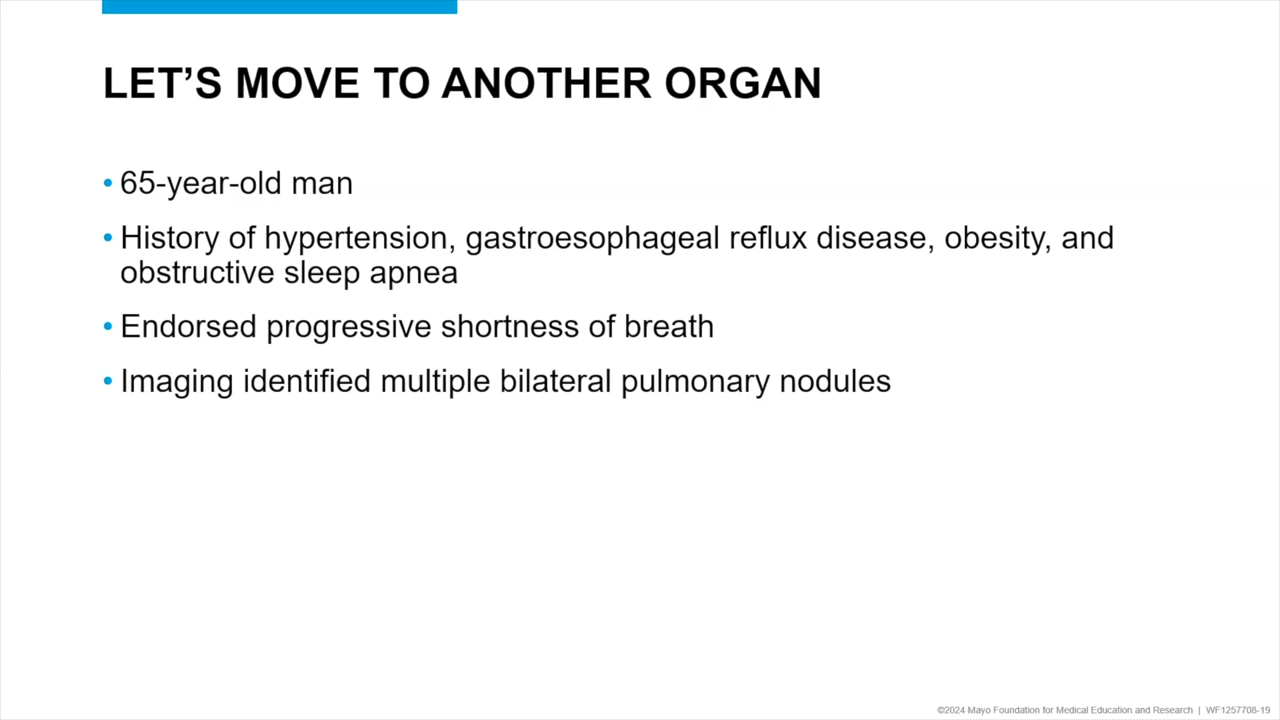 LET’S MOVE TO ANOTHER ORGAN
• 65-year-old man
• History of hypertension, gastroesophageal reflux disease, obesity, and
obstructive sleep apnea
• Endorsed progressive shortness of breath
• Imaging identified multiple bilateral pulmonary nodules
©2024 Mayo Foundation for Medical Education and Research | WF1257708-19